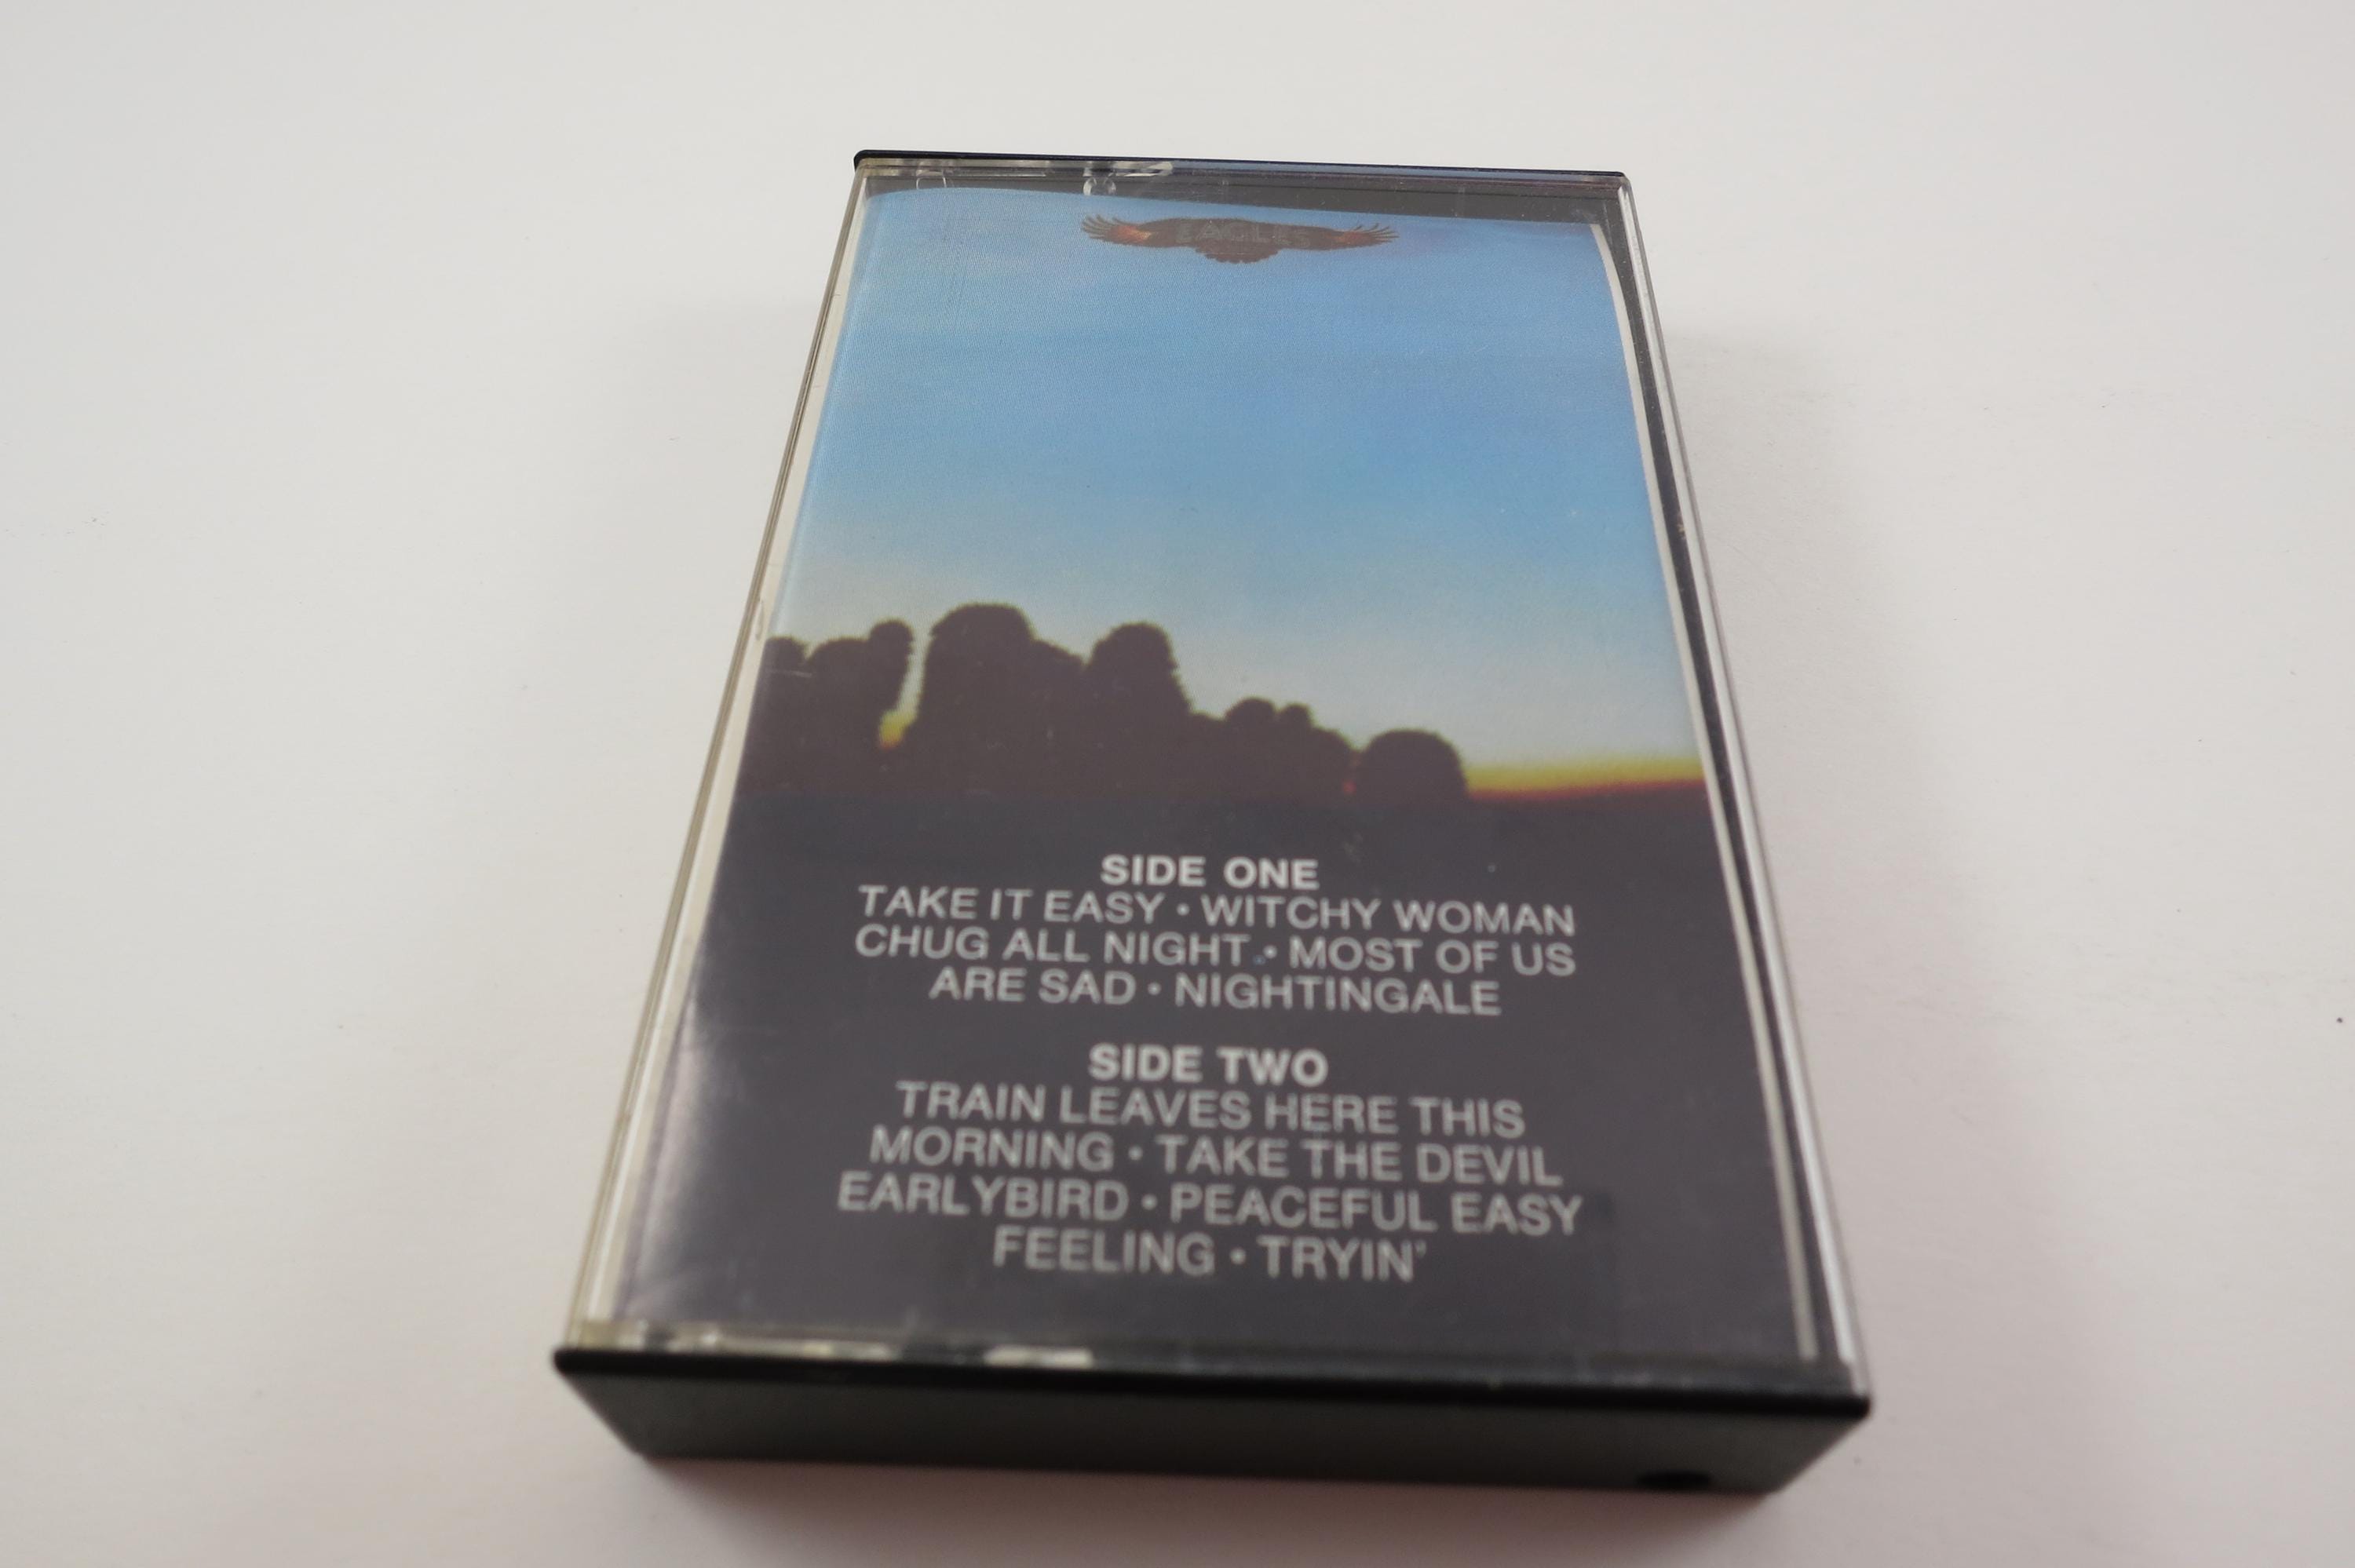 EAGLES
SIDE ONE
TAKE IT EASY • WITCHY WOMAN
CHUG ALL NIGHT • MOST OF US
ARE SAD • NIGHTINGALE
SIDE TWO
TRAIN LEAVES HERE THIS
MORNING • TAKE THE DEVIL
EARLYBIRD • PEACEFUL EASY
FEELING • TRYIN'